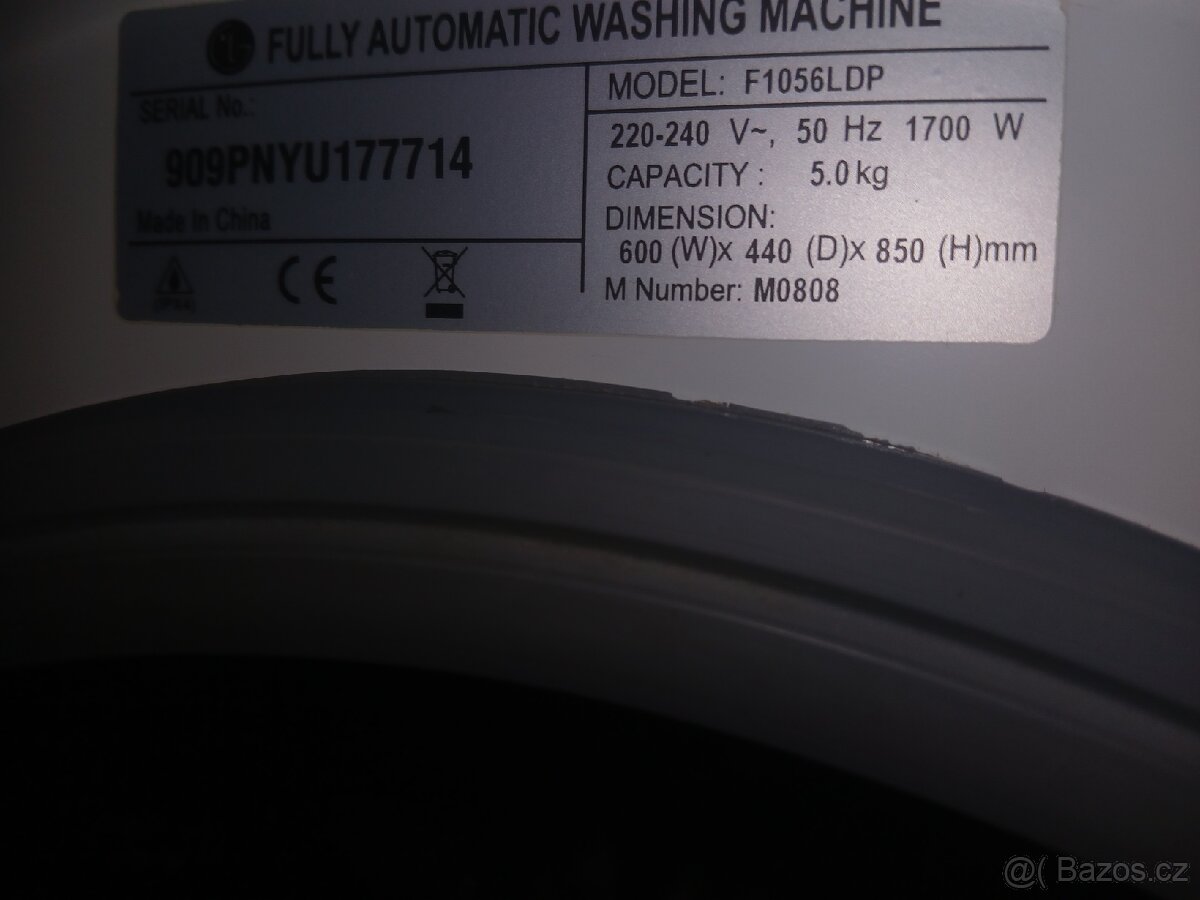 LG FULLY AUTOMATIC WASHING MACHINE
SERIAL No.:
909PNYU177714
Made In China
CE
MODEL: F1056LDP
220-240 V~, 50 Hz 1700 W
CAPACITY : 5.0 kg
DIMENSION:
600 (W)x 440 (D)x 850 (H)mm
M Number: M0808
@( Bazos.cz